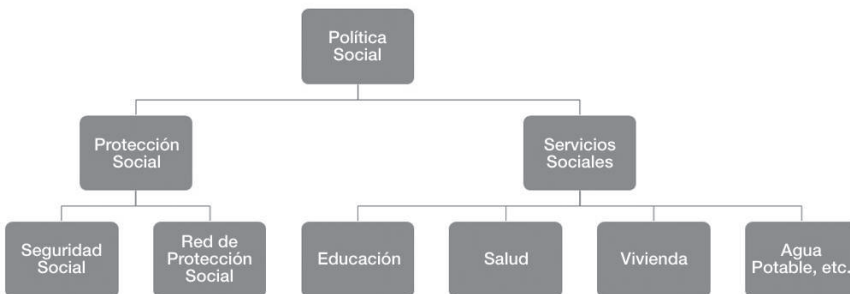 Política
Social
Protección
Social
Servicios
Sociales
Seguridad
Social
Red de
Protección
Social
Educación
Salud
Vivienda
Agua
Potable, etc.